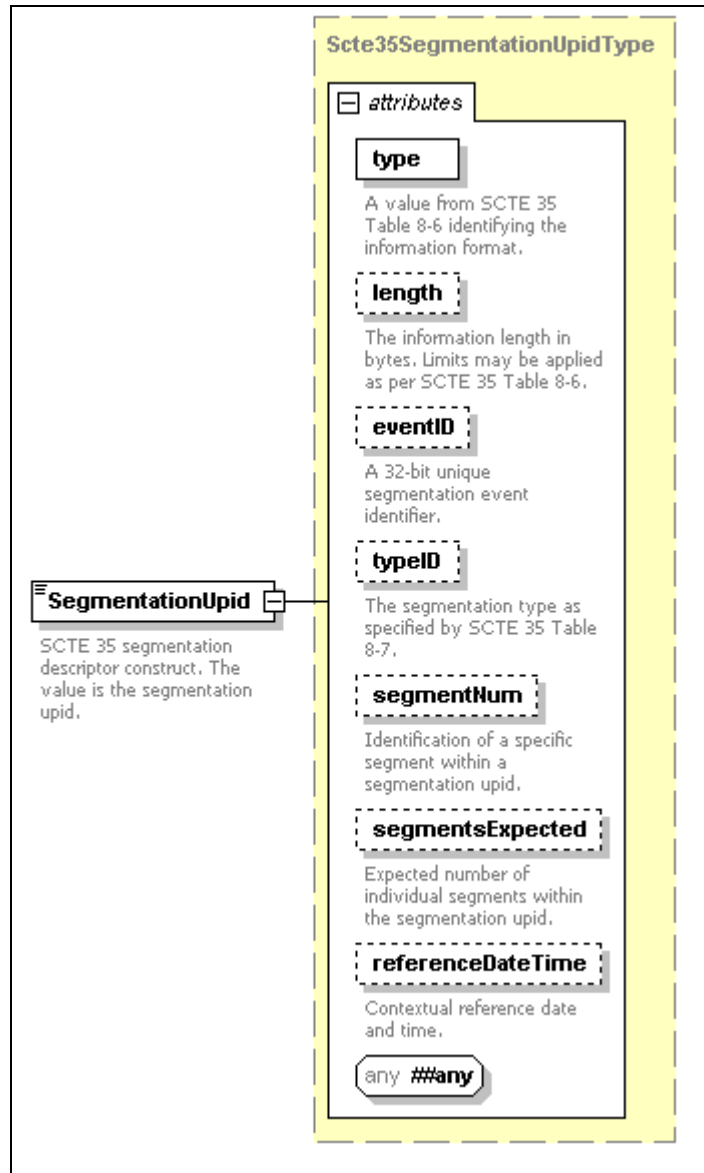 Scte35SegmentationUpidType
attributes
type
A value from SCTE 35
Table 8-6 identifying the
information format.
length
The information length in
bytes. Limits may be applied
as per SCTE 35 Table 8-6.
eventID
A 32-bit unique
segmentation event
identifier.
typeID
The segmentation type as
specified by SCTE 35 Table
8-7.
SegmentationUpid
SCTE 35 segmentation
descriptor construct. The
value is the segmentation
upid.
segmentNum
Identification of a specific
segment within a
segmentation upid.
segmentsExpected
Expected number of
individual segments within
the segmentation upid.
referenceDateTime
Contextual reference date
and time.
any ##any